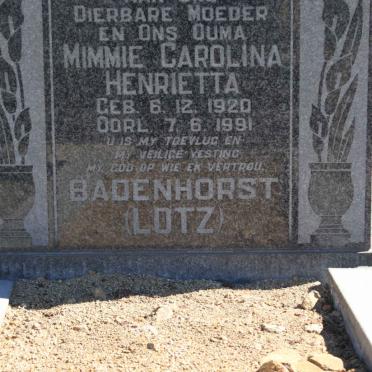 DIERBARE MOEDER
EN ONS OUMA
MIMMIE CAROLINA
HENRIETTA
GEB. 6. 12. 1920
OORL. 7. 6. 1991
U IS MY TOEVLUG EN
MY VEILIGE VESTING
MY GOD OP WIE EK VERTROU.
BADENHORST
(LOTZ)